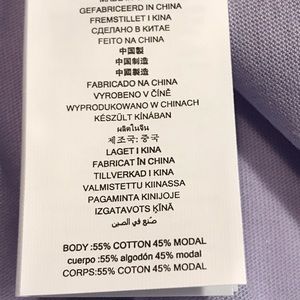 GEFABRICEERD IN CHINA
FREMSTILLET I KINA
СДЕЛАНО В КИТАЕ
FEITO NA CHINA
中国製
中国制造
中國製造
FABRICADO NA CHINA
VYROBENO V ČÍNĚ
WYPRODUKOWANO W CHINACH
KÉSZÜLT KÍNÁBAN
ผลิตในจีน
제조국: 중국
LAGET I KINA
FABRICAT ÎN CHINA
TILLVERKAD I KINA
VALMISTETTU KIINASSA
PAGAMINTA KINIJOJE
IZGATAVOTS ĶĪNĀ
صنع في الصين
BODY :55% COTTON 45% MODAL
cuerpo :55% algodón 45% modal
CORPS:55% COTON 45% MODAL